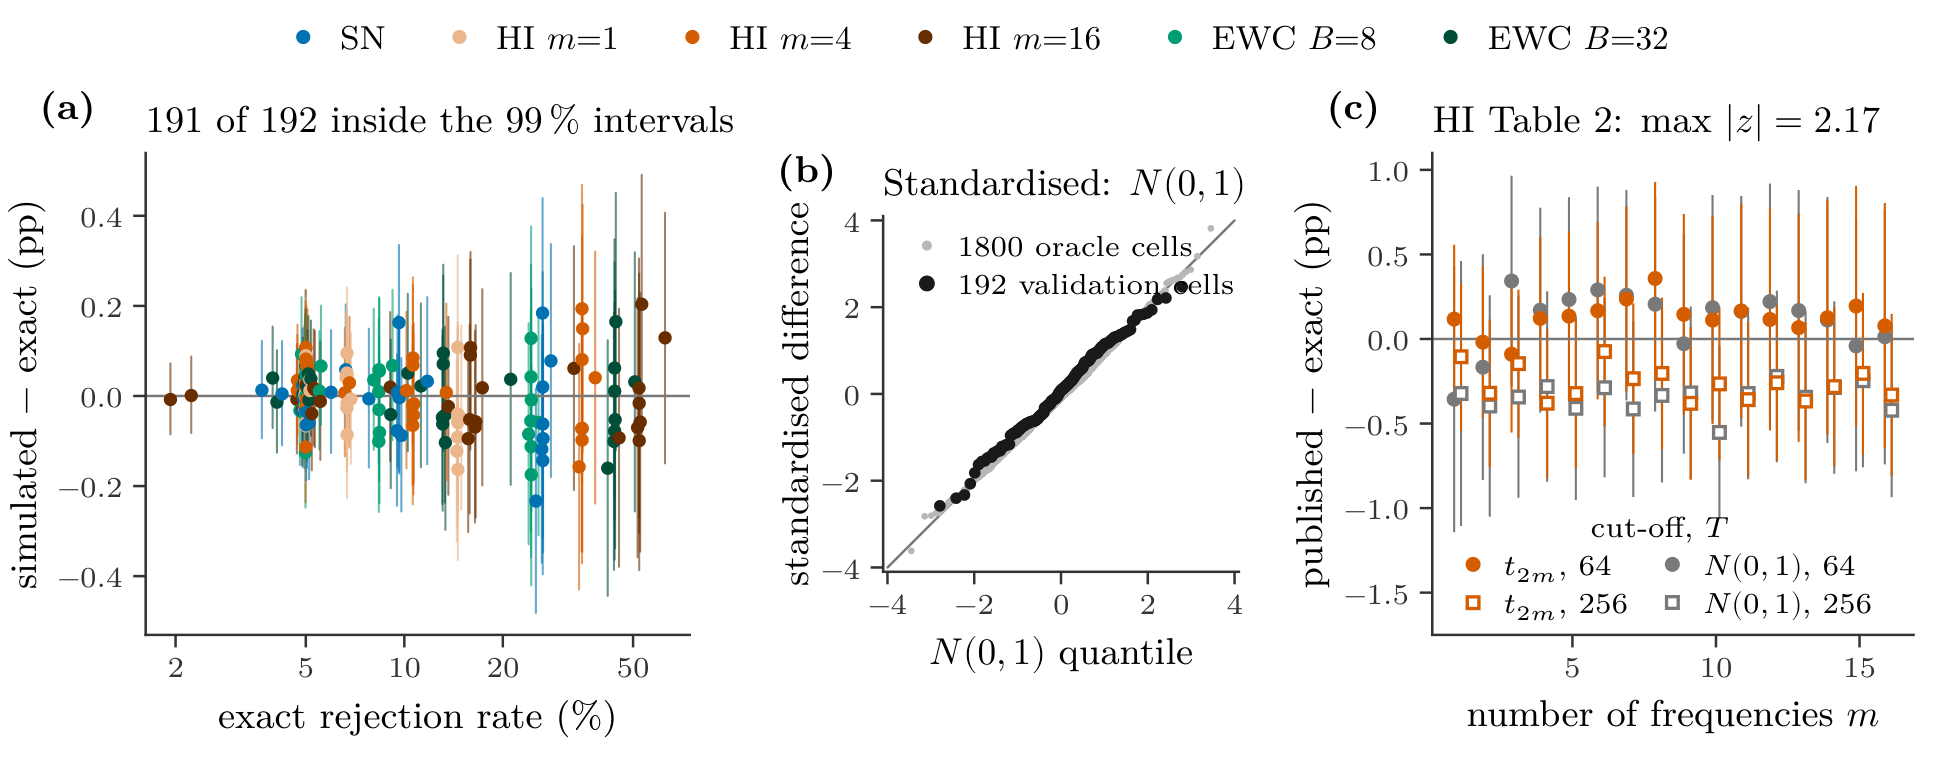 SN HI m=1 HI m=4 HI m=16 EWC B=8 EWC B=32
(a) 191 of 192 inside the 99 % intervals
simulated − exact (pp)
0.4
0.2
0.0
−0.2
−0.4
2 5 10 20 50
exact rejection rate (%)
(b) Standardised: N(0, 1)
standardised difference
4
2
0
−2
−4
1800 oracle cells
192 validation cells
−4 −2 0 2 4
N(0, 1) quantile
(c) HI Table 2: max |z| = 2.17
published − exact (pp)
1.0
0.5
0.0
−0.5
−1.0
−1.5
cut-off, T
t2m, 64 N(0, 1), 64
t2m, 256 N(0, 1), 256
5 10 15
number of frequencies m